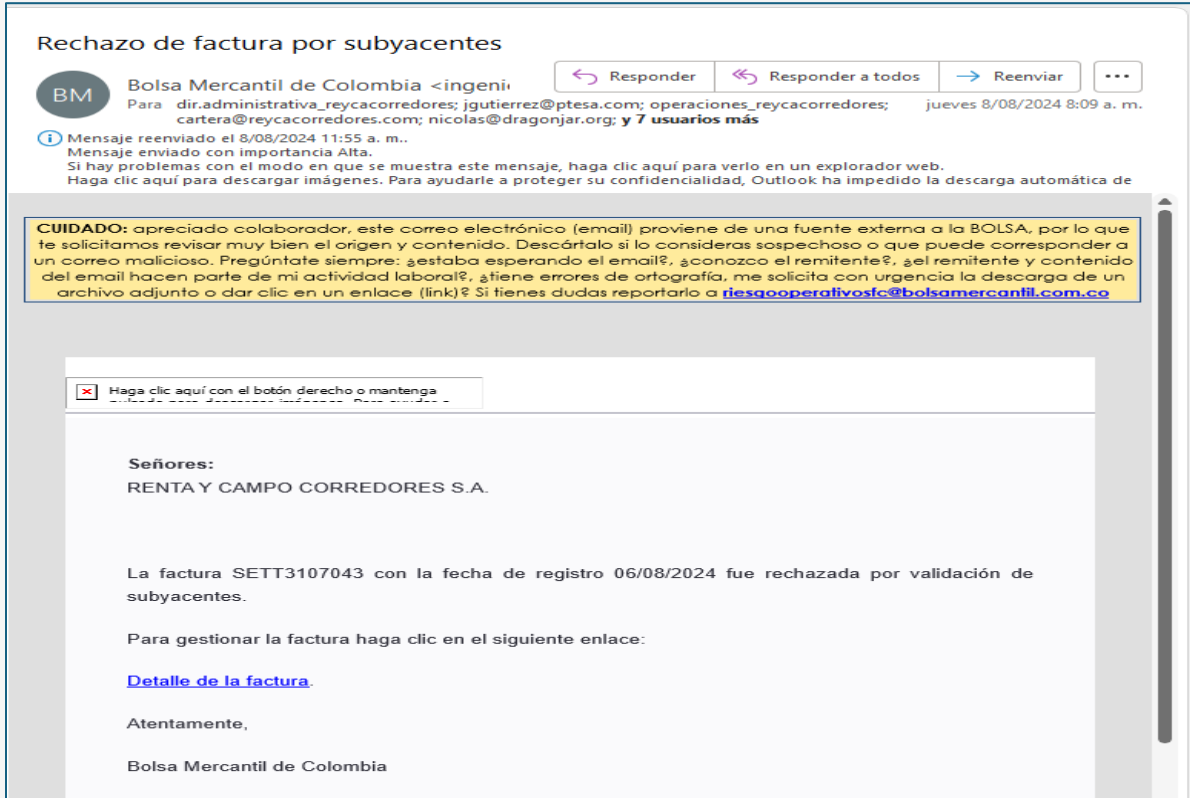 Rechazo de factura por subyacentes
BM
Bolsa Mercantil de Colombia <ingeni
Responder
Responder a todos
Reenviar
Para dir.administrativa_reycacorredores; jgutierrez@ptesa.com; operaciones_reycacorredores;
jueves 8/08/2024 8:09 a. m.
cartera@reycacorredores.com; nicolas@dragonjar.org; y 7 usuarios más
Mensaje reenviado el 8/08/2024 11:55 a. m..
Mensaje enviado con importancia Alta.
Si hay problemas con el modo en que se muestra este mensaje, haga clic aquí para verlo en un explorador web.
Haga clic aquí para descargar imágenes. Para ayudarle a proteger su confidencialidad, Outlook ha impedido la descarga automática de
CUIDADO: apreciado colaborador, este correo electrónico (email) proviene de una fuente externa a la BOLSA, por lo que
te solicitamos revisar muy bien el origen y contenido. Descártalo si lo consideras sospechoso o que puede corresponder a
un correo malicioso. Pregúntate siempre: ¿estaba esperando el email?, ¿conozco el remitente?, ¿el remitente y contenido
del email hacen parte de mi actividad laboral?, ¿tiene errores de ortografía, me solicita con urgencia la descarga de un
archivo adjunto o dar clic en un enlace (link)? Si tienes dudas reportarlo a riesgooperativosfc@bolsamercantil.com.co
Haga clic aquí con el botón derecho o mantenga
Señores:
RENTA Y CAMPO CORREDORES S.A.
La factura SETT3107043 con la fecha de registro 06/08/2024 fue rechazada por validación de
subyacentes.
Para gestionar la factura haga clic en el siguiente enlace:
Detalle de la factura.
Atentamente,
Bolsa Mercantil de Colombia